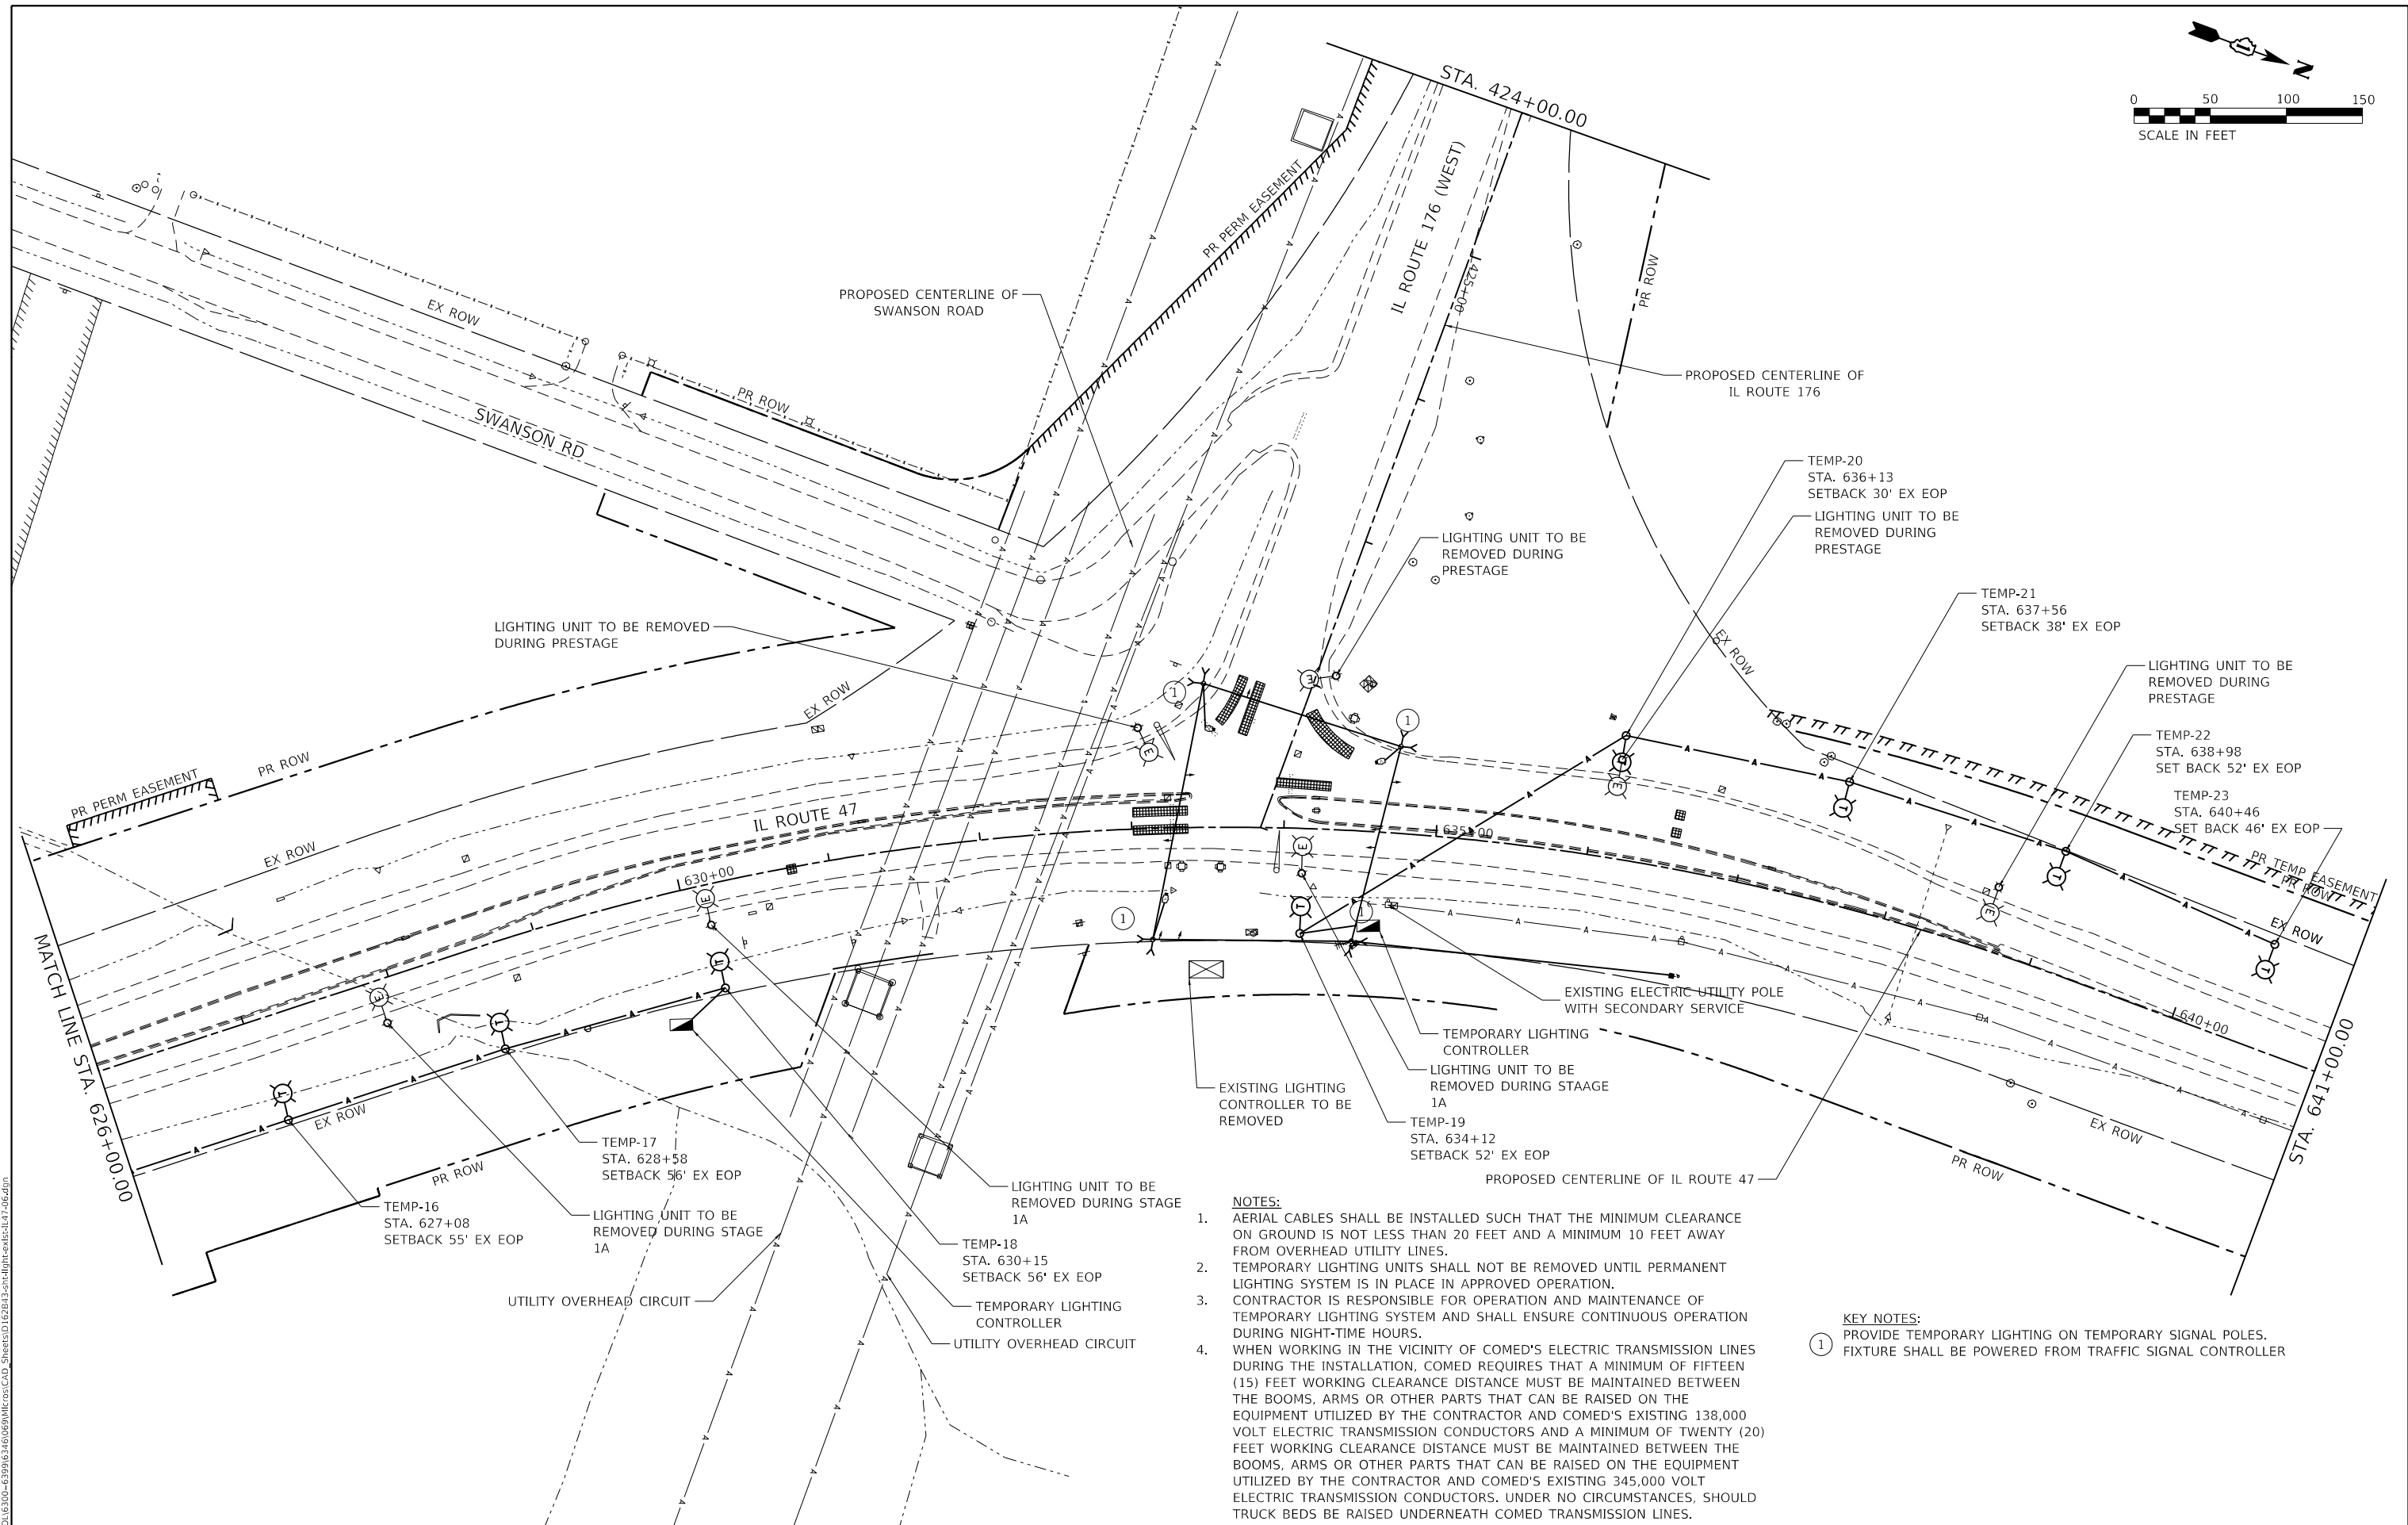 STA. 424+00.00
N
0 50 100 150
SCALE IN FEET
PR PERM EASEMENT
IL ROUTE 176 (WEST)
425+00
PR ROW
EX ROW
PROPOSED CENTERLINE OF
SWANSON ROAD
PROPOSED CENTERLINE OF
IL ROUTE 176
PR ROW
SWANSON RD
TEMP-20
STA. 636+13
SETBACK 30' EX EOP
LIGHTING UNIT TO BE
REMOVED DURING
PRESTAGE
LIGHTING UNIT TO BE
REMOVED DURING
PRESTAGE
TEMP-21
STA. 637+56
SETBACK 38' EX EOP
LIGHTING UNIT TO BE REMOVED
DURING PRESTAGE
EX ROW
LIGHTING UNIT TO BE
REMOVED DURING
PRESTAGE
EX ROW
1
1
TEMP-22
STA. 638+98
SET BACK 52' EX EOP
PR ROW
PR PERM EASEMENT
TEMP-23
STA. 640+46
SET BACK 46' EX EOP
IL ROUTE 47
EX ROW
635+00
PR TEMP EASEMENT
PR ROW
630+00
EX ROW
1
1
MATCH LINE STA. 626+00.00
EXISTING ELECTRIC UTILITY POLE
WITH SECONDARY SERVICE
640+00
TEMPORARY LIGHTING
CONTROLLER
LIGHTING UNIT TO BE
REMOVED DURING STAAGE
1A
EXISTING LIGHTING
CONTROLLER TO BE
REMOVED
STA. 641+00.00
EX ROW
EX ROW
TEMP-19
STA. 634+12
SETBACK 52' EX EOP
TEMP-17
STA. 628+58
SETBACK 56' EX EOP
PR ROW
PR ROW
PROPOSED CENTERLINE OF IL ROUTE 47
LIGHTING UNIT TO BE
REMOVED DURING STAGE
1A
TEMP-16
STA. 627+08
SETBACK 55' EX EOP
LIGHTING UNIT TO BE
REMOVED DURING STAGE
1A
TEMP-18
STA. 630+15
SETBACK 56' EX EOP
UTILITY OVERHEAD CIRCUIT
TEMPORARY LIGHTING
CONTROLLER
UTILITY OVERHEAD CIRCUIT
NOTES:
1. AERIAL CABLES SHALL BE INSTALLED SUCH THAT THE MINIMUM CLEARANCE
ON GROUND IS NOT LESS THAN 20 FEET AND A MINIMUM 10 FEET AWAY
FROM OVERHEAD UTILITY LINES.
2. TEMPORARY LIGHTING UNITS SHALL NOT BE REMOVED UNTIL PERMANENT
LIGHTING SYSTEM IS IN PLACE IN APPROVED OPERATION.
3. CONTRACTOR IS RESPONSIBLE FOR OPERATION AND MAINTENANCE OF
TEMPORARY LIGHTING SYSTEM AND SHALL ENSURE CONTINUOUS OPERATION
DURING NIGHT-TIME HOURS.
4. WHEN WORKING IN THE VICINITY OF COMED'S ELECTRIC TRANSMISSION LINES
DURING THE INSTALLATION, COMED REQUIRES THAT A MINIMUM OF FIFTEEN
(15) FEET WORKING CLEARANCE DISTANCE MUST BE MAINTAINED BETWEEN
THE BOOMS, ARMS OR OTHER PARTS THAT CAN BE RAISED ON THE
EQUIPMENT UTILIZED BY THE CONTRACTOR AND COMED'S EXISTING 138,000
VOLT ELECTRIC TRANSMISSION CONDUCTORS AND A MINIMUM OF TWENTY (20)
FEET WORKING CLEARANCE DISTANCE MUST BE MAINTAINED BETWEEN THE
BOOMS, ARMS OR OTHER PARTS THAT CAN BE RAISED ON THE EQUIPMENT
UTILIZED BY THE CONTRACTOR AND COMED'S EXISTING 345,000 VOLT
ELECTRIC TRANSMISSION CONDUCTORS. UNDER NO CIRCUMSTANCES, SHOULD
TRUCK BEDS BE RAISED UNDERNEATH COMED TRANSMISSION LINES.
KEY NOTES:
1 PROVIDE TEMPORARY LIGHTING ON TEMPORARY SIGNAL POLES.
FIXTURE SHALL BE POWERED FROM TRAFFIC SIGNAL CONTROLLER